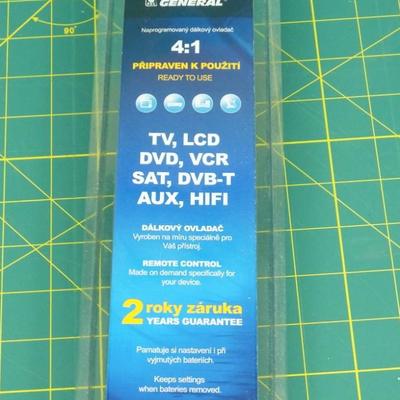 GENERAL
Naprogramovaný dálkový ovladač
4:1
PŘIPRAVEN K POUŽITÍ
READY TO USE
TV, LCD
DVD, VCR
SAT, DVB-T
AUX, HIFI
DÁLKOVÝ OVLADAČ
Vyroben na míru speciálně pro
Váš přístroj.
REMOTE CONTROL
Made on demand specifically for
your device.
2 roky záruka
YEARS GUARANTEE
Pamatuje si nastavení i při
vyjmutých bateriích.
Keeps settings
when batteries removed.
90°